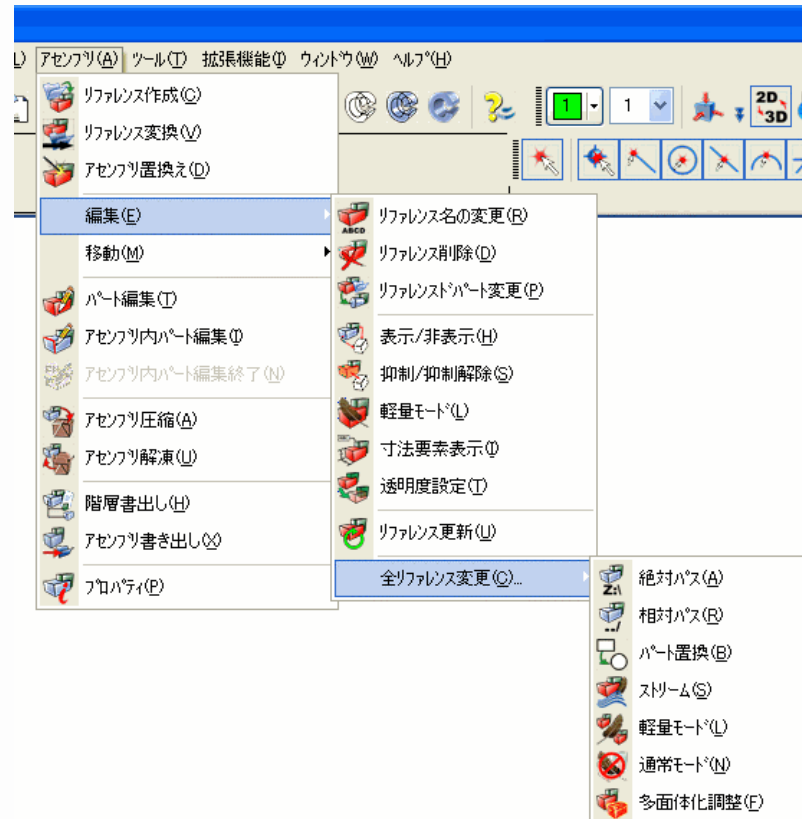 L) アセンブリ(A) ツール(T) 拡張機能(I) ウィンドウ(W) ヘルプ(H)
1 1 2D 3D
リファレンス作成(C)
リファレンス変換(V)
アセンブリ置換え(D)
編集(E)
移動(M)
パート編集(T)
アセンブリ内パート編集(I)
アセンブリ内パート編集終了(N)
アセンブリ圧縮(A)
アセンブリ解凍(U)
階層書出し(H)
アセンブリ書き出し(X)
プロパティ(P)
ABCD リファレンス名の変更(R)
リファレンス削除(D)
リファレンスドパート変更(P)
表示/非表示(H)
抑制/抑制解除(S)
軽量モード(L)
寸法要素表示(I)
透明度設定(T)
リファレンス更新(U)
全リファレンス変更(C)...
Z:\ 絶対パス(A)
../ 相対パス(R)
パート置換(B)
ストリーム(S)
軽量モード(L)
通常モード(N)
多面体化調整(F)